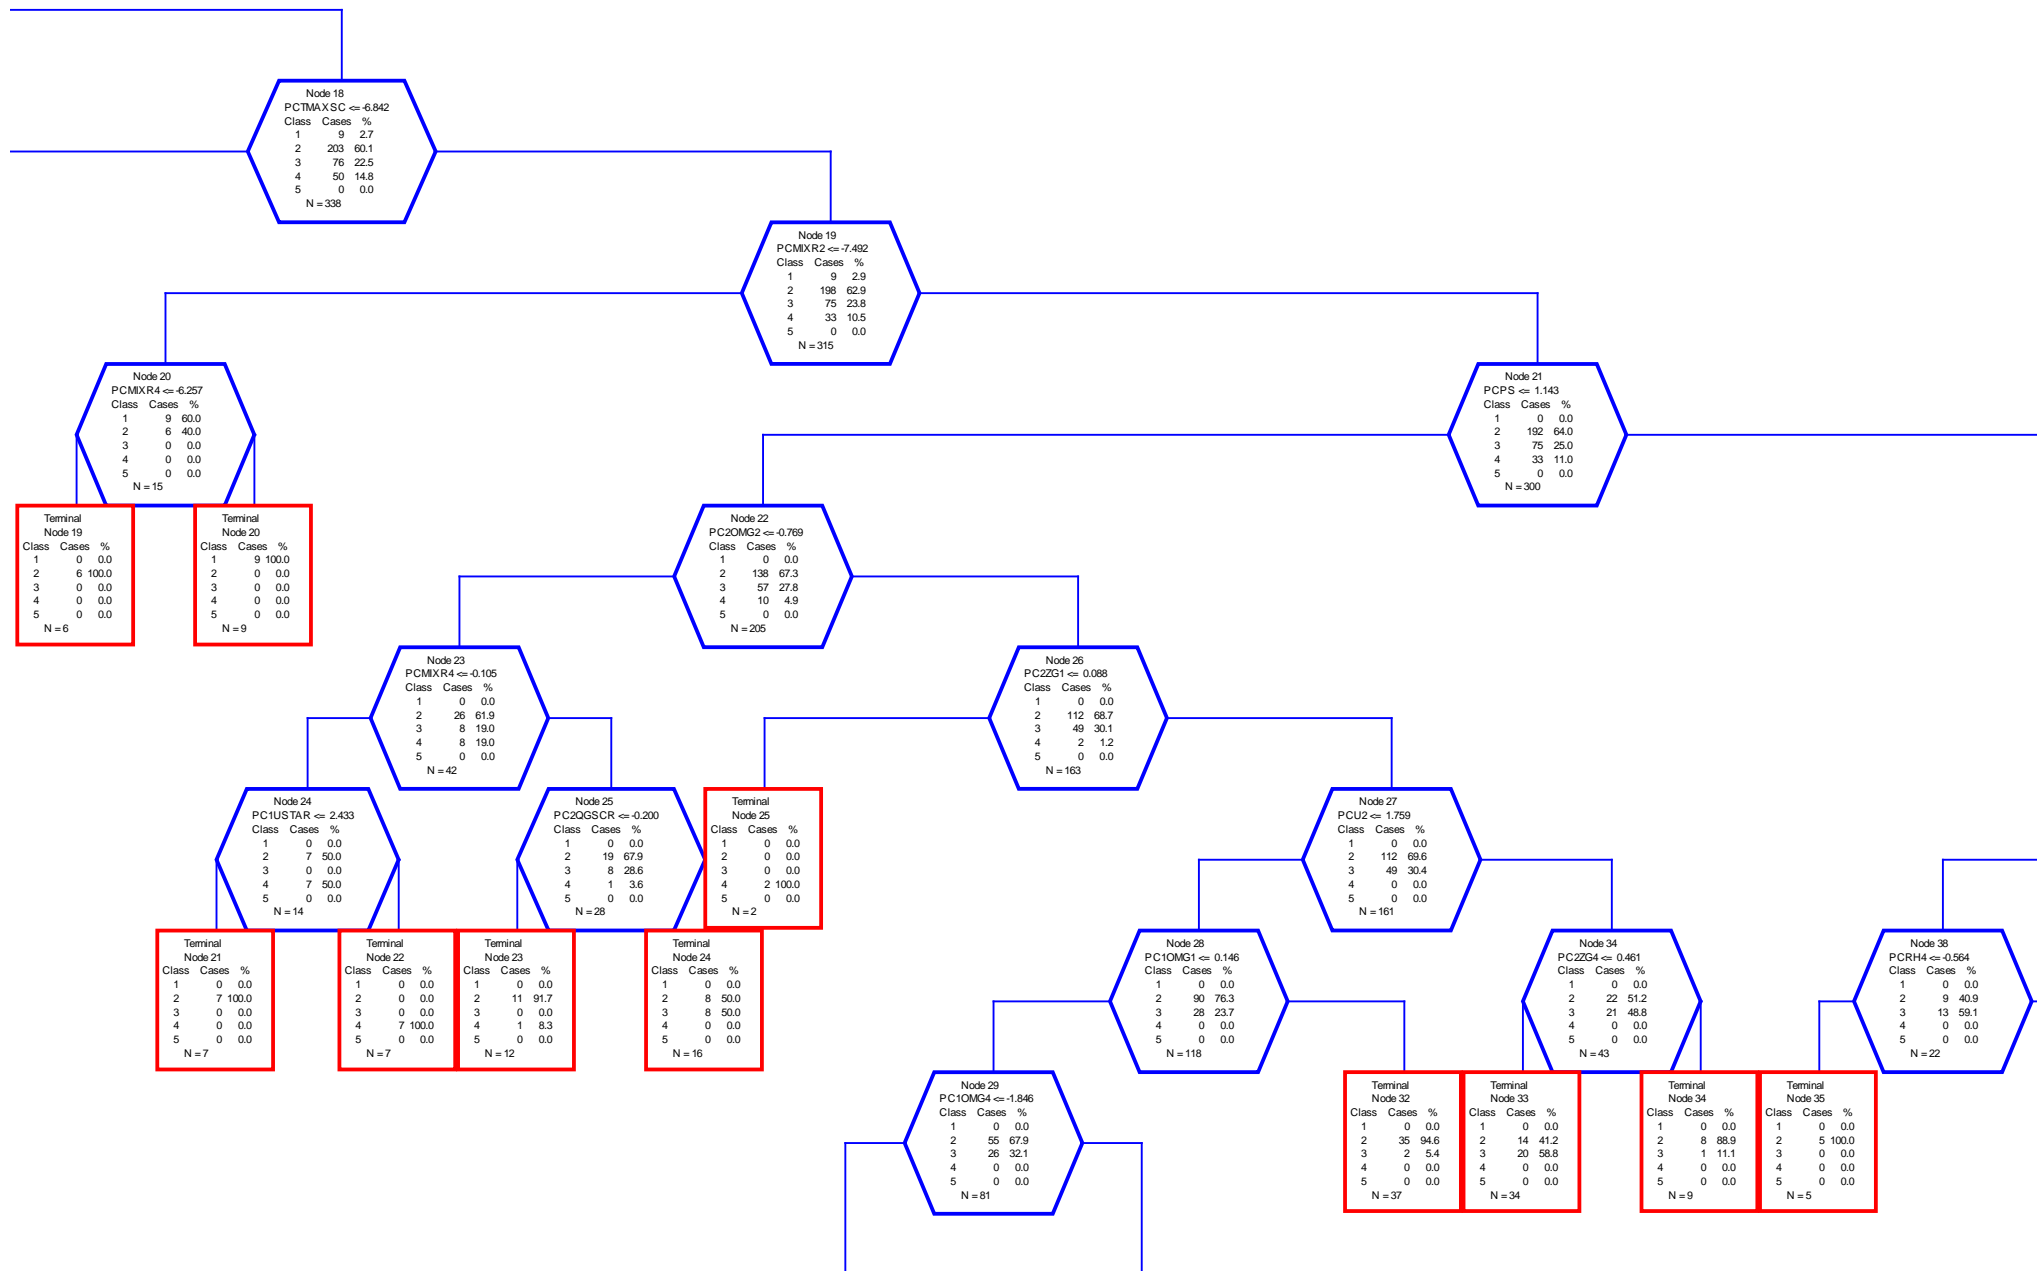 Node 18
PCTMAXSC <= -6.842
Class Cases %
1 9 2.7
2 203 60.1
3 76 22.5
4 50 14.8
5 0 0.0
N = 338
Node 19
PCMIXR2 <= -7.492
Class Cases %
1 9 2.9
2 198 62.9
3 75 23.8
4 33 10.5
5 0 0.0
N = 315
Node 20
PCMIXR4 <= -6.257
Class Cases %
1 9 60.0
2 6 40.0
3 0 0.0
4 0 0.0
5 0 0.0
N = 15
Node 21
PCPS <= 1.143
Class Cases %
1 0 0.0
2 192 64.0
3 75 25.0
4 33 11.0
5 0 0.0
N = 300
Terminal
Node 19
Class Cases %
1 0 0.0
2 6 100.0
3 0 0.0
4 0 0.0
5 0 0.0
N = 6
Terminal
Node 20
Class Cases %
1 9 100.0
2 0 0.0
3 0 0.0
4 0 0.0
5 0 0.0
N = 9
Node 22
PC2OMG2 <= -0.769
Class Cases %
1 0 0.0
2 138 67.3
3 57 27.8
4 10 4.9
5 0 0.0
N = 205
Node 23
PCMIXR4 <= -0.105
Class Cases %
1 0 0.0
2 26 61.9
3 8 19.0
4 8 19.0
5 0 0.0
N = 42
Node 26
PC2ZG1 <= 0.088
Class Cases %
1 0 0.0
2 112 68.7
3 49 30.1
4 2 1.2
5 0 0.0
N = 163
Node 24
PC1USTAR <= 2.433
Class Cases %
1 0 0.0
2 7 50.0
3 0 0.0
4 7 50.0
5 0 0.0
N = 14
Node 25
PC2QGSCR <= -0.200
Class Cases %
1 0 0.0
2 19 67.9
3 8 28.6
4 1 3.6
5 0 0.0
N = 28
Terminal
Node 25
Class Cases %
1 0 0.0
2 0 0.0
3 0 0.0
4 2 100.0
5 0 0.0
N = 2
Node 27
PCU2 <= 1.759
Class Cases %
1 0 0.0
2 112 69.6
3 49 30.4
4 0 0.0
5 0 0.0
N = 161
Terminal
Node 21
Class Cases %
1 0 0.0
2 7 100.0
3 0 0.0
4 0 0.0
5 0 0.0
N = 7
Terminal
Node 22
Class Cases %
1 0 0.0
2 0 0.0
3 0 0.0
4 7 100.0
5 0 0.0
N = 7
Terminal
Node 23
Class Cases %
1 0 0.0
2 11 91.7
3 0 0.0
4 1 8.3
5 0 0.0
N = 12
Terminal
Node 24
Class Cases %
1 0 0.0
2 8 50.0
3 8 50.0
4 0 0.0
5 0 0.0
N = 16
Node 28
PC1OMG1 <= 0.146
Class Cases %
1 0 0.0
2 90 76.3
3 28 23.7
4 0 0.0
5 0 0.0
N = 118
Node 34
PC2ZG4 <= 0.461
Class Cases %
1 0 0.0
2 22 51.2
3 21 48.8
4 0 0.0
5 0 0.0
N = 43
Node 38
PCRH4 <= -0.564
Class Cases %
1 0 0.0
2 9 40.9
3 13 59.1
4 0 0.0
5 0 0.0
N = 22
Node 29
PC1OMG4 <= -1.846
Class Cases %
1 0 0.0
2 55 67.9
3 26 32.1
4 0 0.0
5 0 0.0
N = 81
Terminal
Node 32
Class Cases %
1 0 0.0
2 35 94.6
3 2 5.4
4 0 0.0
5 0 0.0
N = 37
Terminal
Node 33
Class Cases %
1 0 0.0
2 14 41.2
3 20 58.8
4 0 0.0
5 0 0.0
N = 34
Terminal
Node 34
Class Cases %
1 0 0.0
2 8 88.9
3 1 11.1
4 0 0.0
5 0 0.0
N = 9
Terminal
Node 35
Class Cases %
1 0 0.0
2 5 100.0
3 0 0.0
4 0 0.0
5 0 0.0
N = 5